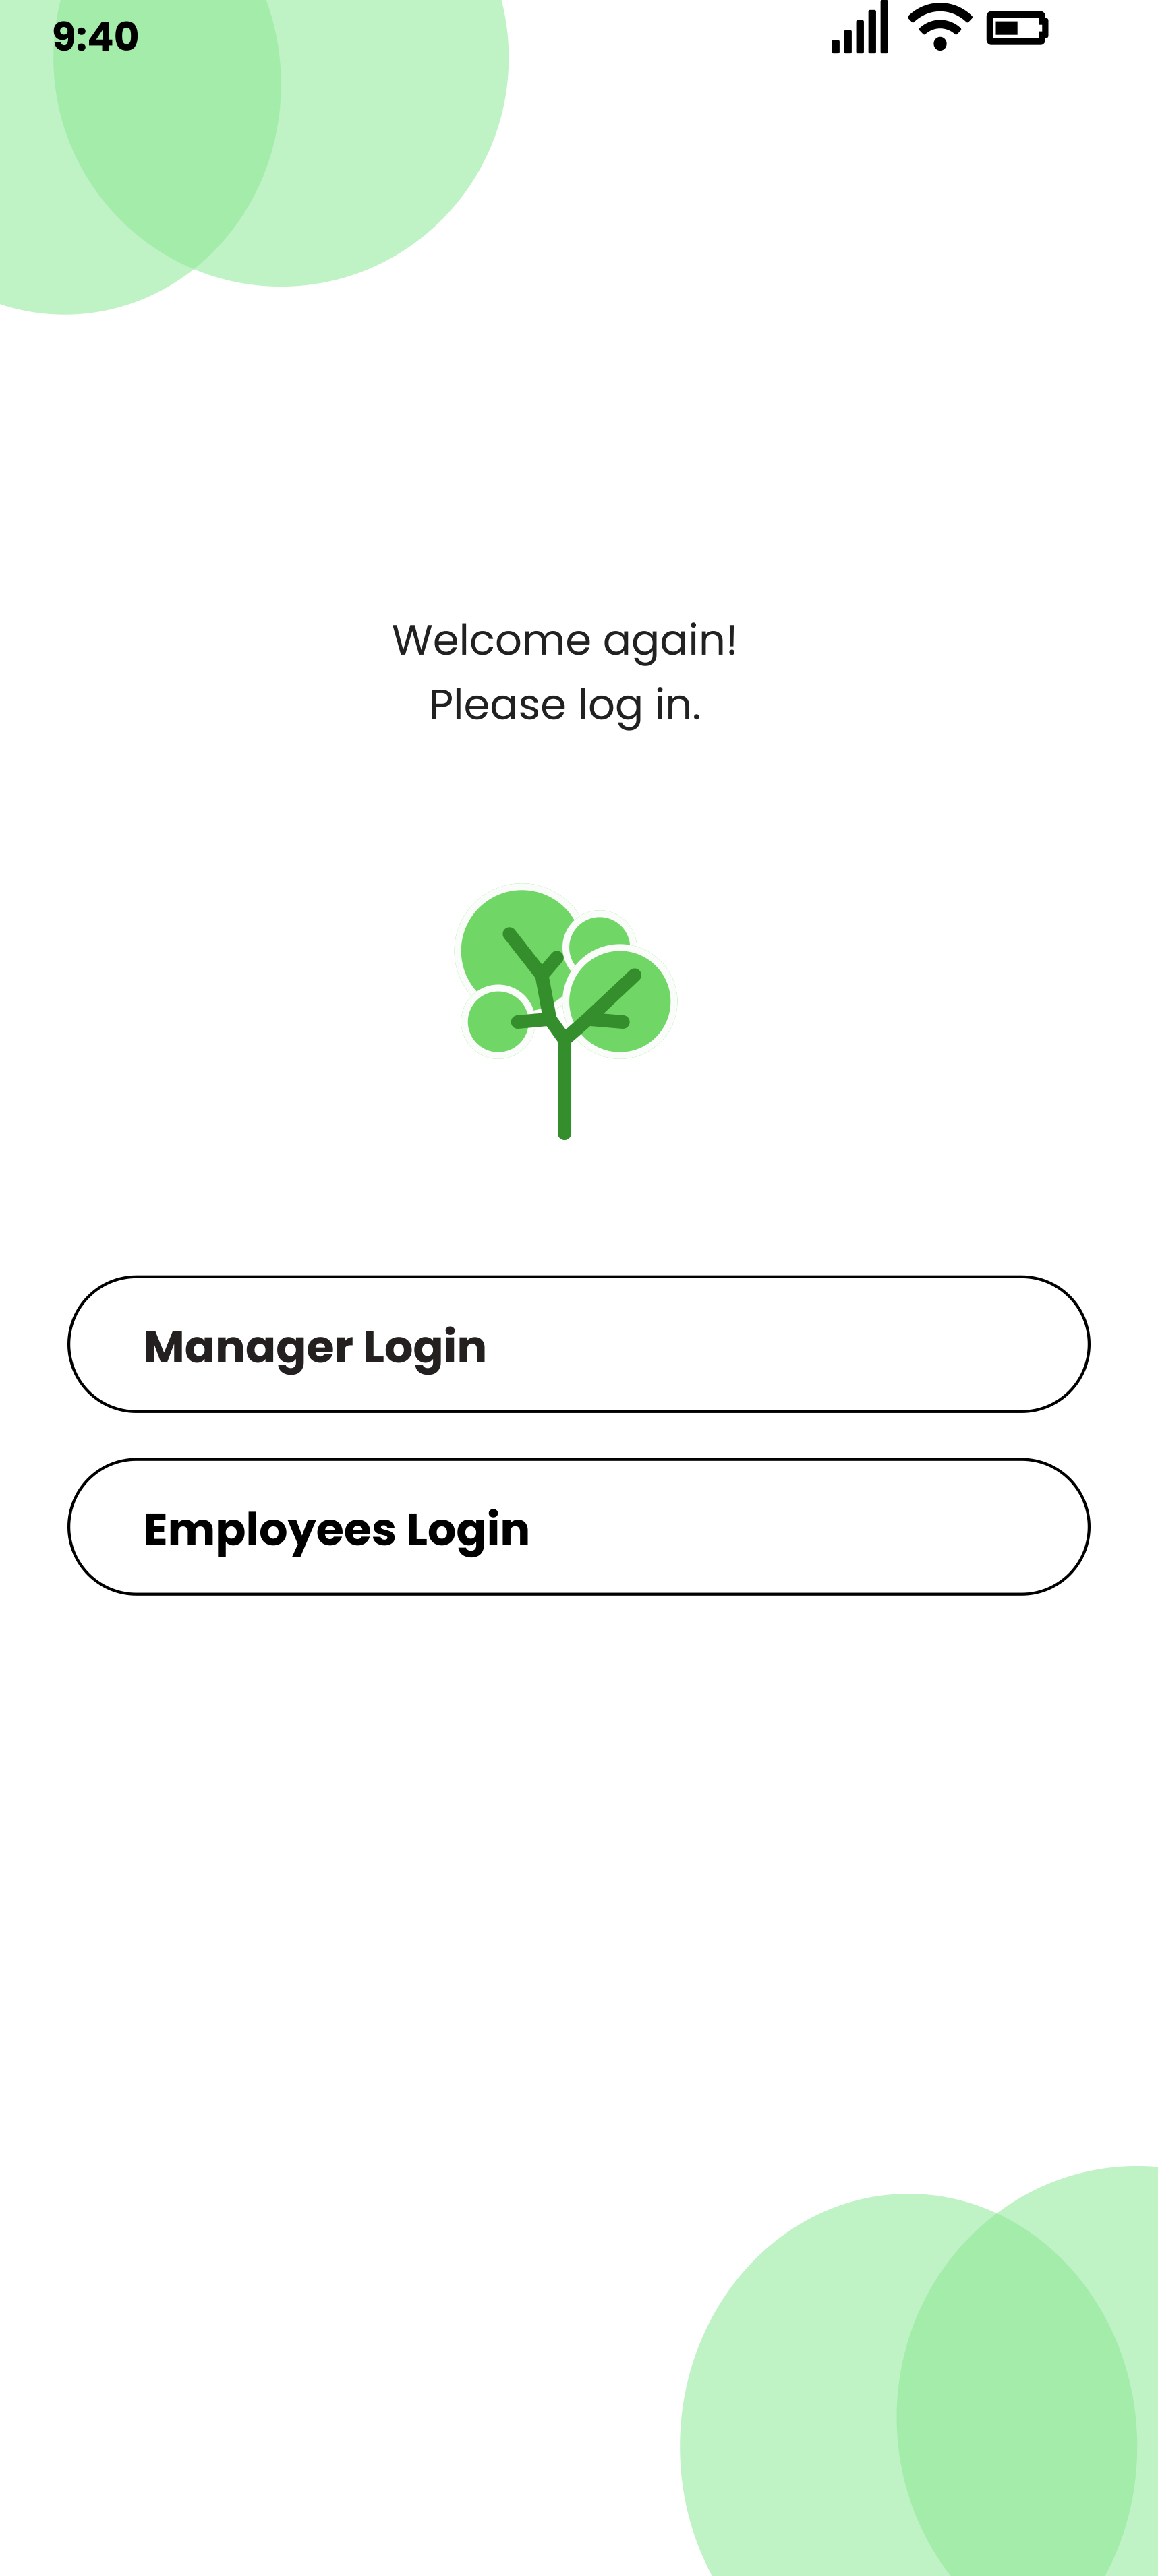 9:40
Welcome again!
Please log in.
Manager Login
Employees Login